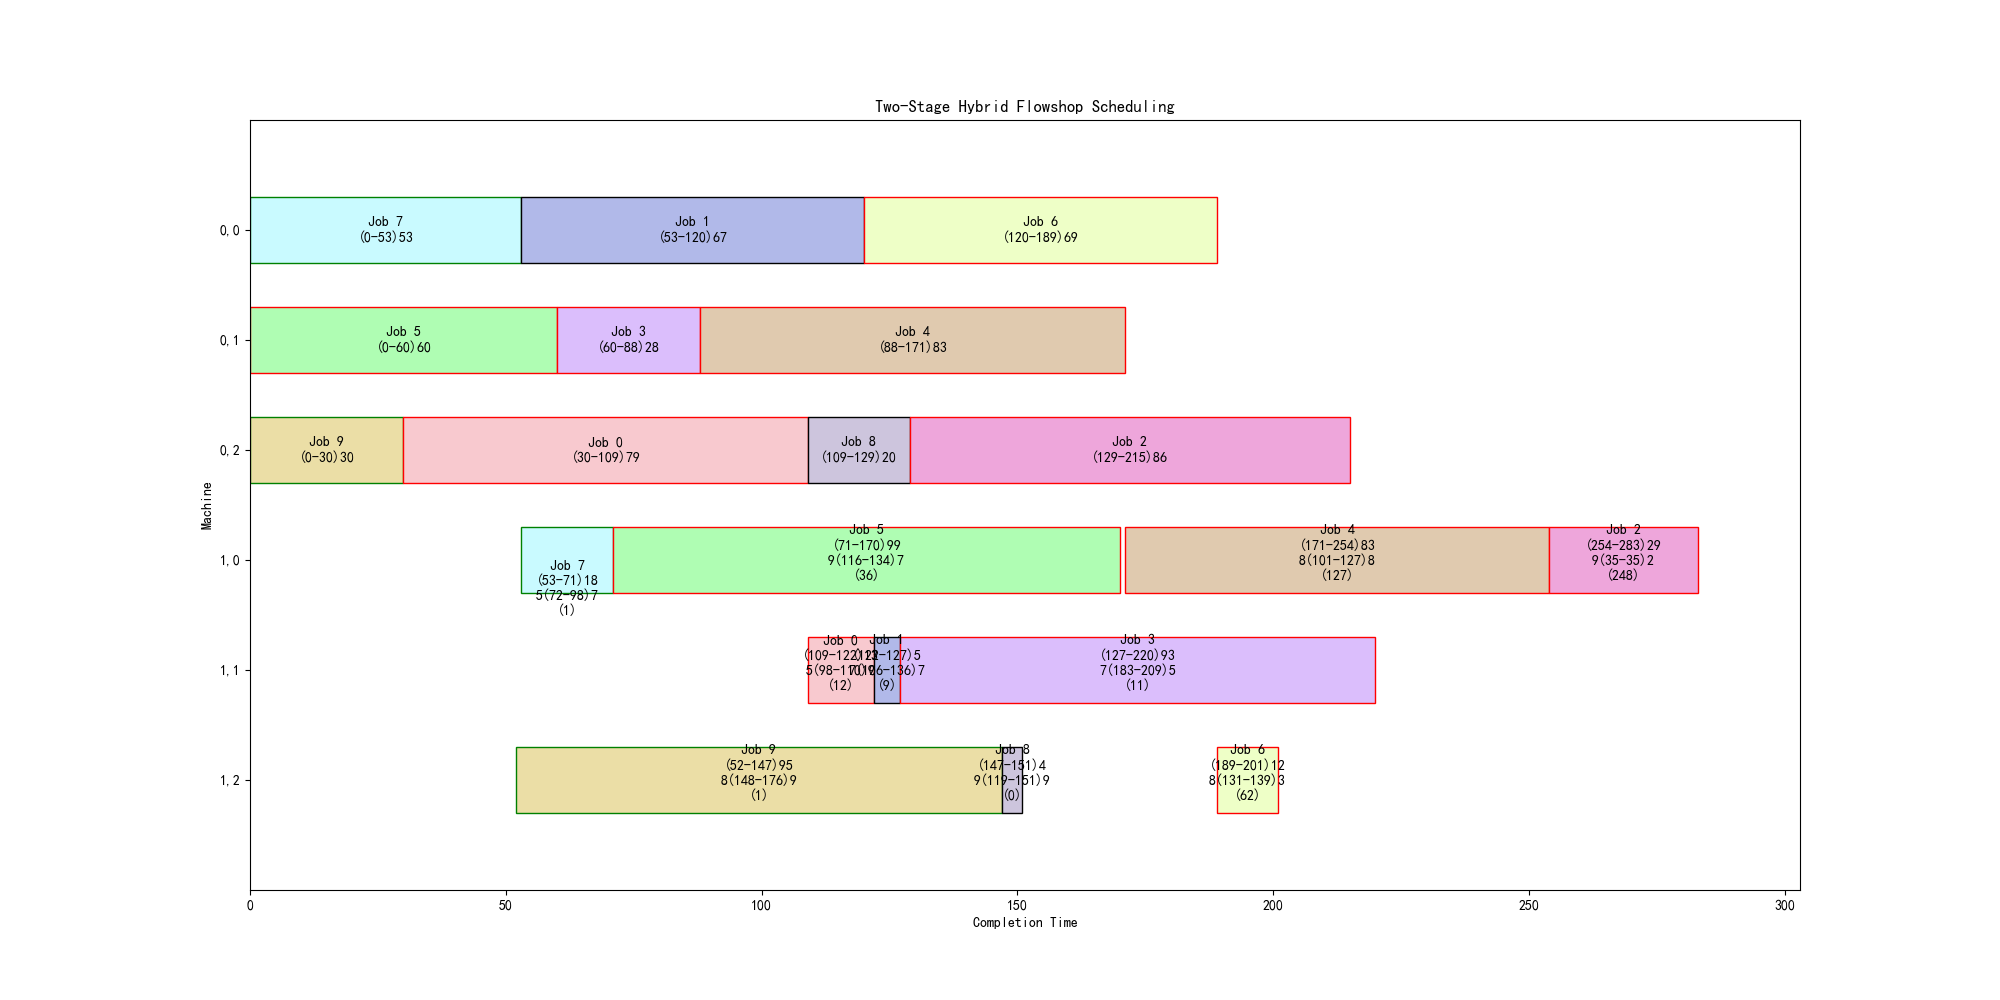 Two-Stage Hybrid Flowshop Scheduling
Machine
0,0
Job 7
(0-53)53
Job 1
(53-120)67
Job 6
(120-189)69
0,1
Job 5
(0-60)60
Job 3
(60-88)28
Job 4
(88-171)83
0,2
Job 9
(0-30)30
Job 0
(30-109)79
Job 8
(109-129)20
Job 2
(129-215)86
1,0
Job 7
(53-71)18
5(72-98)7
(1)
Job 5
(71-170)99
9(116-134)7
(36)
Job 4
(171-254)83
8(101-127)8
(127)
Job 2
(254-283)29
9(35-35)2
(248)
1,1
Job 0
(109-122)13
(12)
Job 1
(122-127)5
(9)
Job 3
(127-220)93
7(183-209)5
(11)
1,2
Job 9
(52-147)95
8(148-176)9
(1)
Job 8
(147-151)4
9(119-151)9
(0)
Job 6
(189-201)12
8(131-139)3
(62)
0
50
100
150
200
250
300
Completion Time